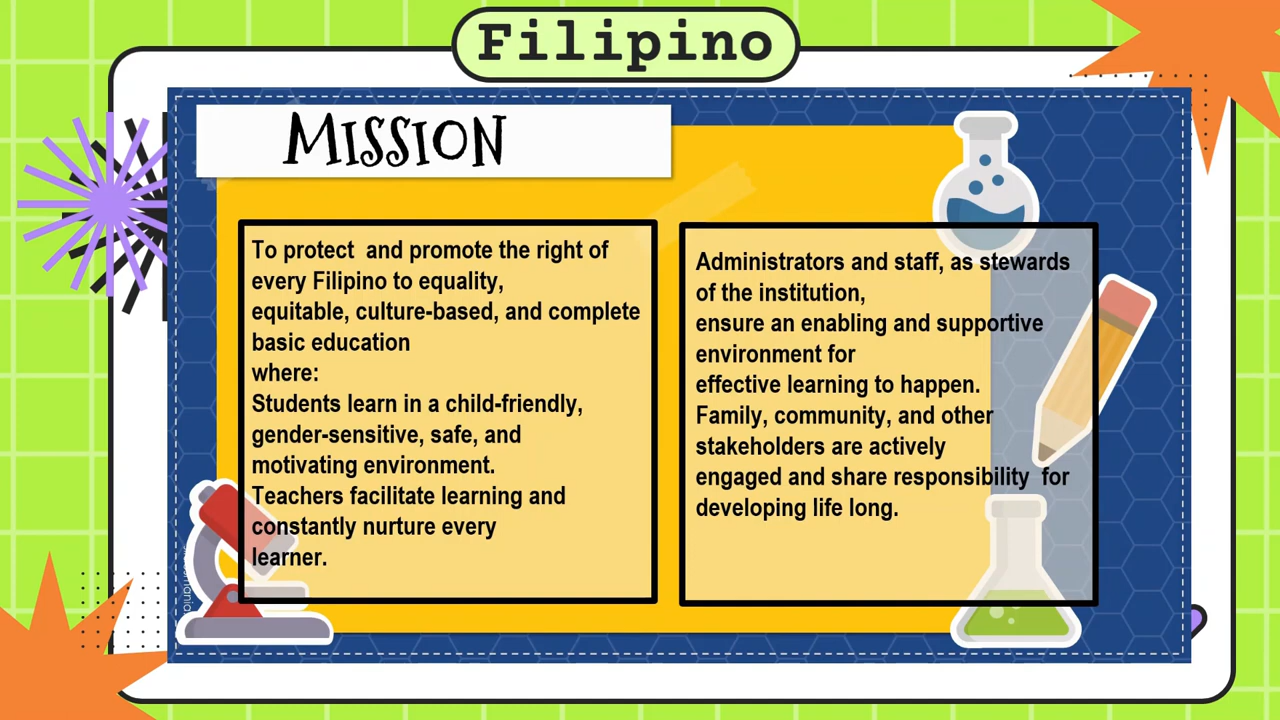 Filipino
MISSION
To protect  and promote the right of
every Filipino to equality,
equitable, culture-based, and complete
basic education
where:
Students learn in a child-friendly,
gender-sensitive, safe, and
motivating environment.
Teachers facilitate learning and
constantly nurture every
learner.
Administrators and staff, as stewards
of the institution,
ensure an enabling and supportive
environment for
effective learning to happen.
Family, community, and other
stakeholders are actively
engaged and share responsibility  for
developing life long.